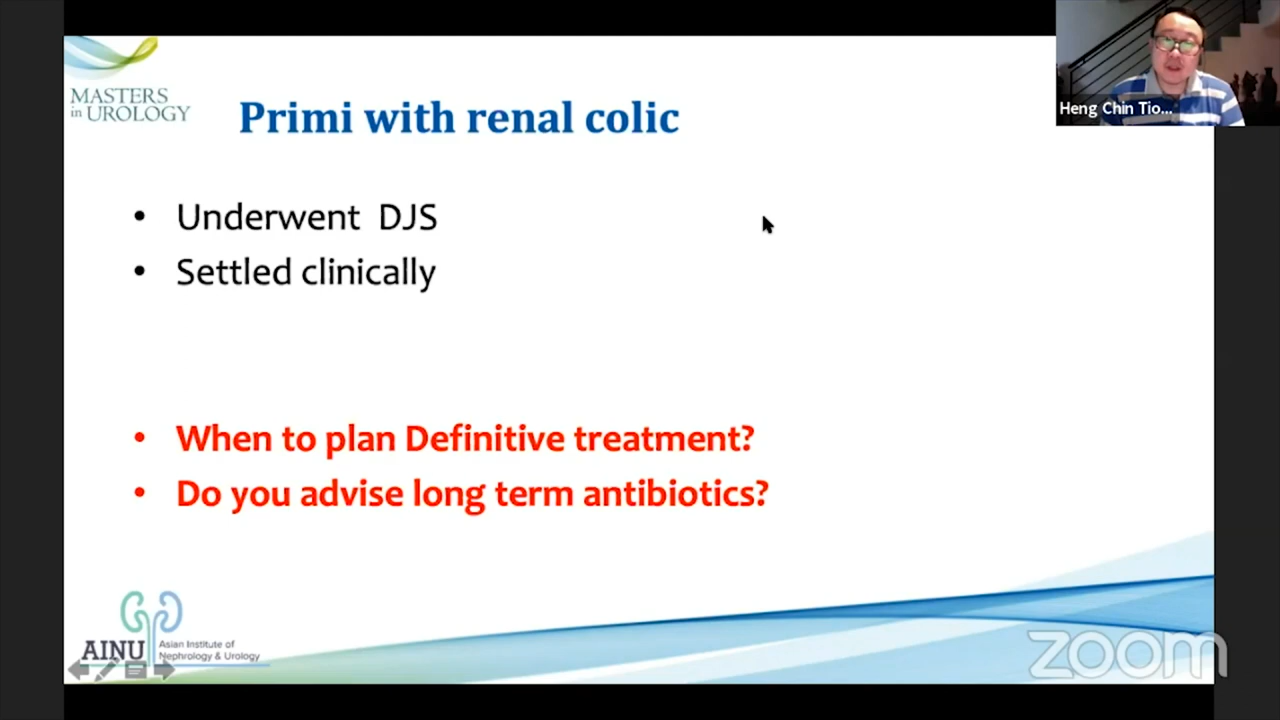 MASTERS
in UROLOGY
Primi with renal colic
Heng Chin Tio...
• Underwent DJS
• Settled clinically
• When to plan Definitive treatment?
• Do you advise long term antibiotics?
AINU
Asian Institute of
Nephrology & Urology
zoom